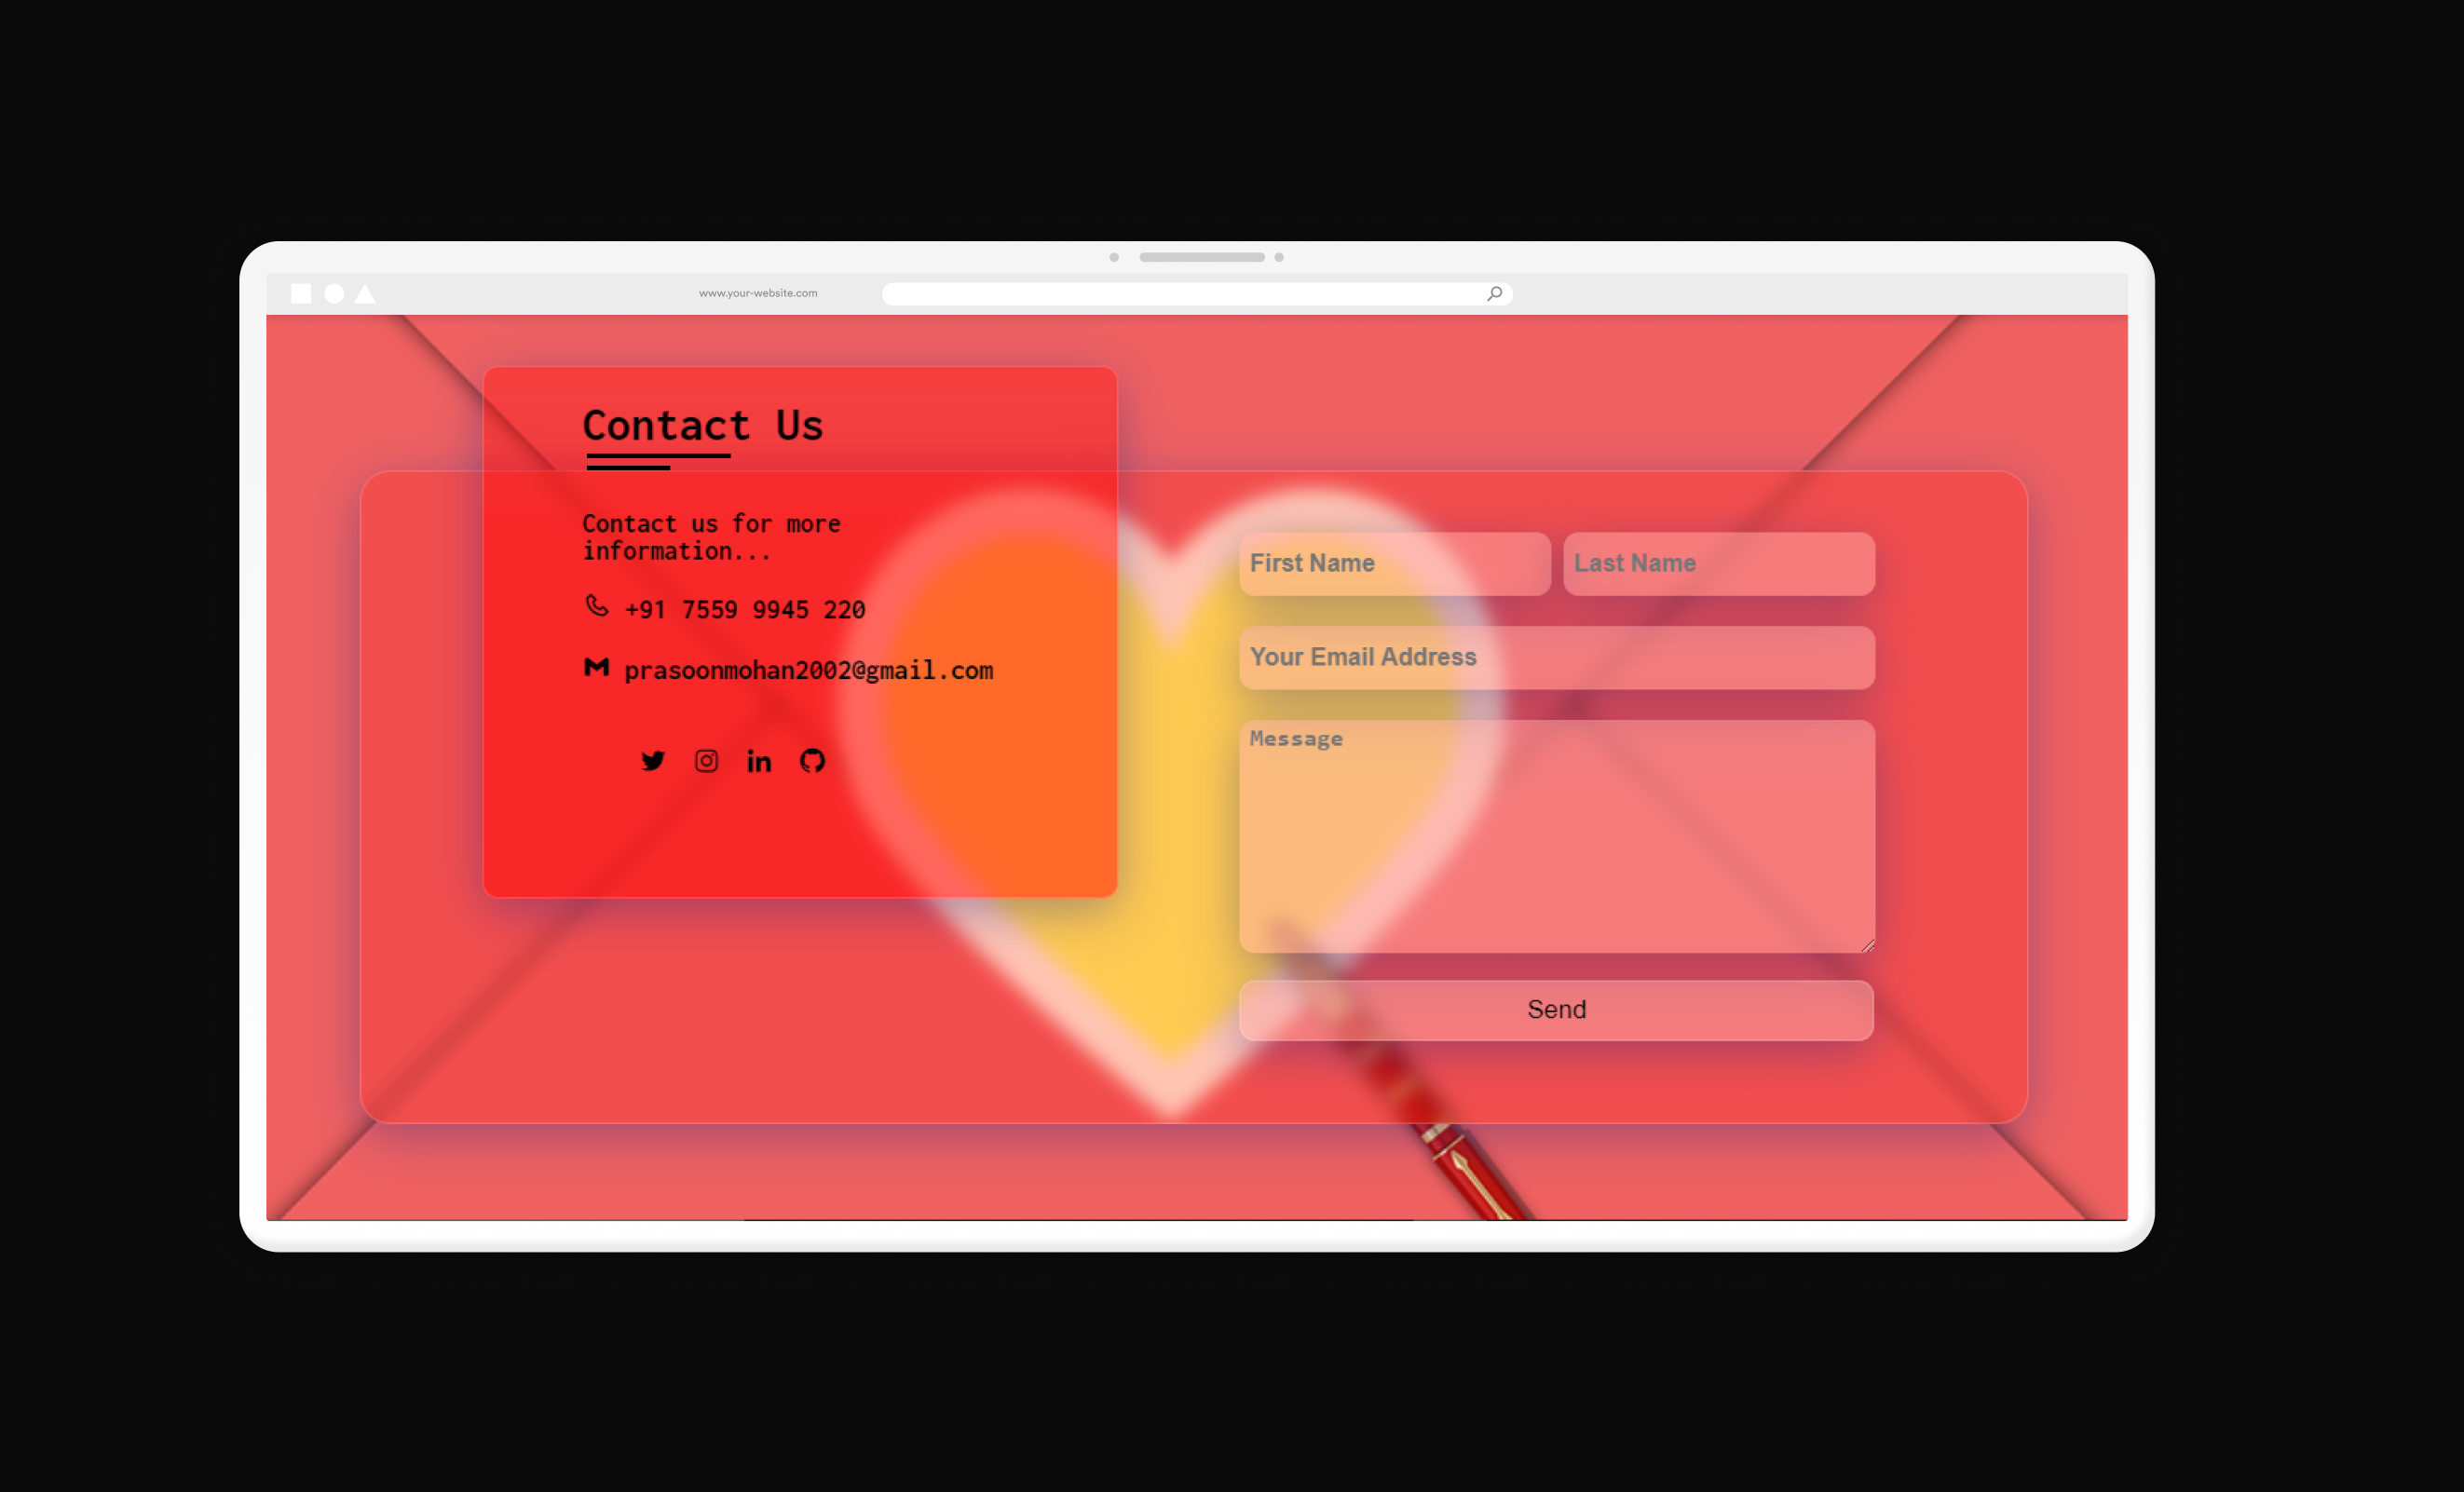 www.your-website.com
Contact Us
Contact us for more
information...
+91 7559 9945 220
prasoonmohan2002@gmail.com
First Name
Last Name
Your Email Address
Message
Send